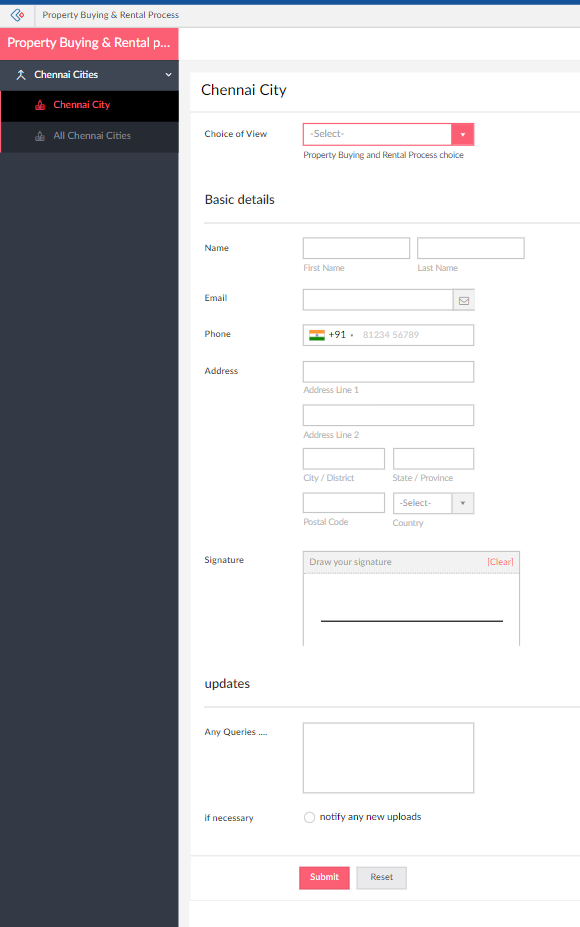 Property Buying & Rental Process
Property Buying & Rental p...
Chennai Cities
Chennai City
All Chennai Cities
Chennai City
Choice of View
-Select-
Property Buying and Rental Process choice
Basic details
Name
First Name
Last Name
Email
Phone
+91
81234 56789
Address
Address Line 1
Address Line 2
City / District
State / Province
-Select-
Postal Code
Country
Signature
Draw your signature
[Clear]
updates
Any Queries ....
if necessary
notify any new uploads
Submit
Reset